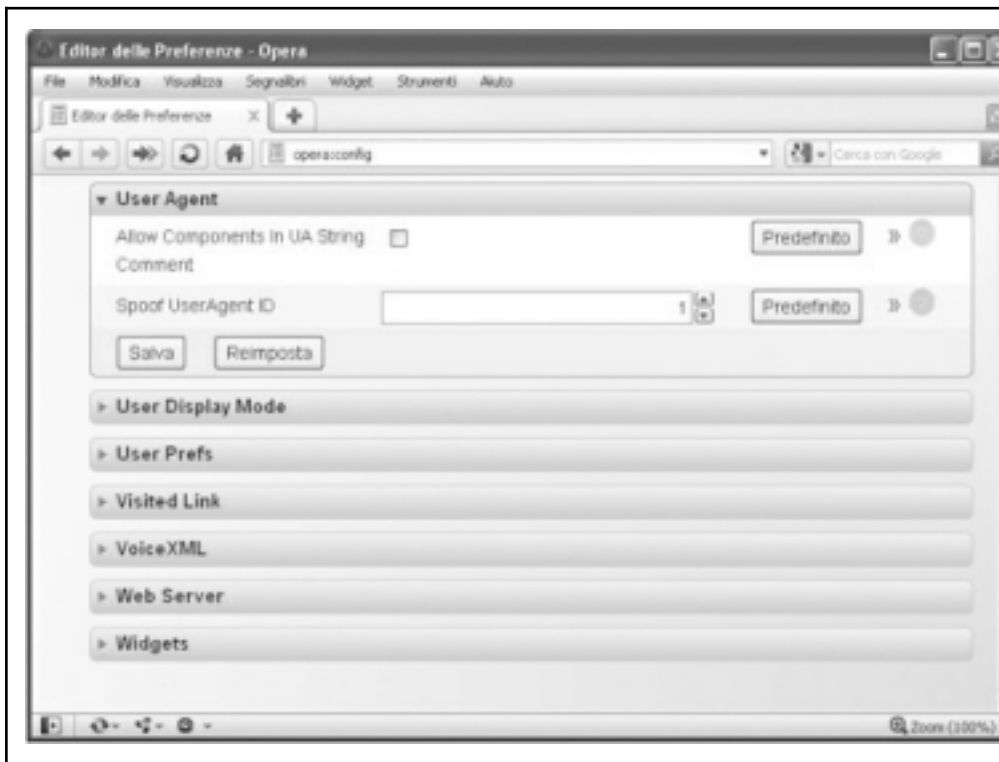 Editor delle Preferenze - Opera
File Modifica Visualizza Segnalibri Widget Strumenti Aiuto
Editor delle Preferenze
opera:config
Cerca con Google
User Agent
Allow Components In UA String Comment
Predefinito
Spoof UserAgent ID
1
Predefinito
Salva Reimposta
User Display Mode
User Prefs
Visited Link
VoiceXML
Web Server
Widgets
Zoom (100%)